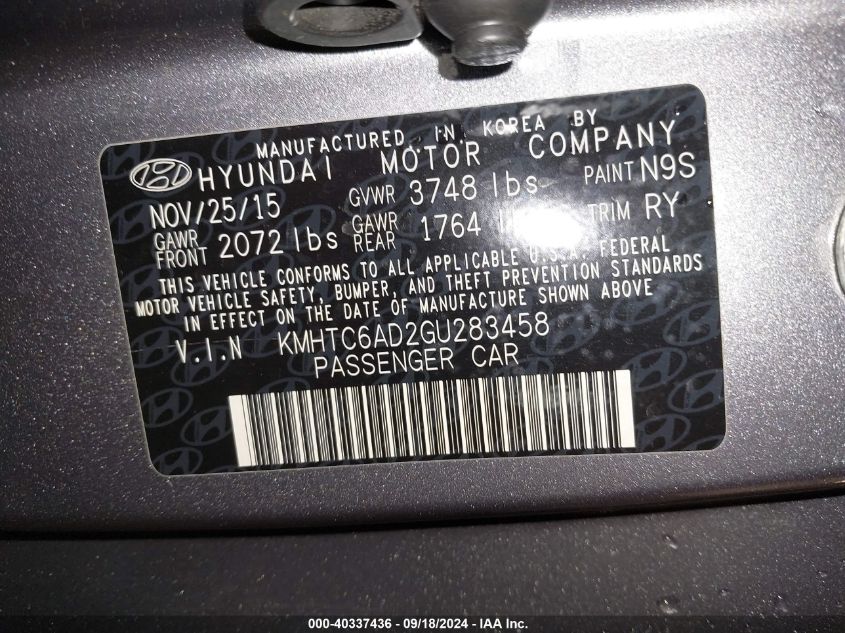 MANUFACTURED IN KOREA BY
HYUNDAI MOTOR COMPANY
NOV/25/15 GVWR 3748 lbs PAINT N9S
GAWR FRONT 2072 lbs GAWR REAR 1764 TRIM RY
THIS VEHICLE CONFORMS TO ALL APPLICABLE U.S.A. FEDERAL
MOTOR VEHICLE SAFETY, BUMPER, AND THEFT PREVENTION STANDARDS
IN EFFECT ON THE DATE OF MANUFACTURE SHOWN ABOVE
V.I.N KMHTC6AD2GU283458
PASSENGER CAR
000-40337436 - 09/18/2024 - IAA Inc.